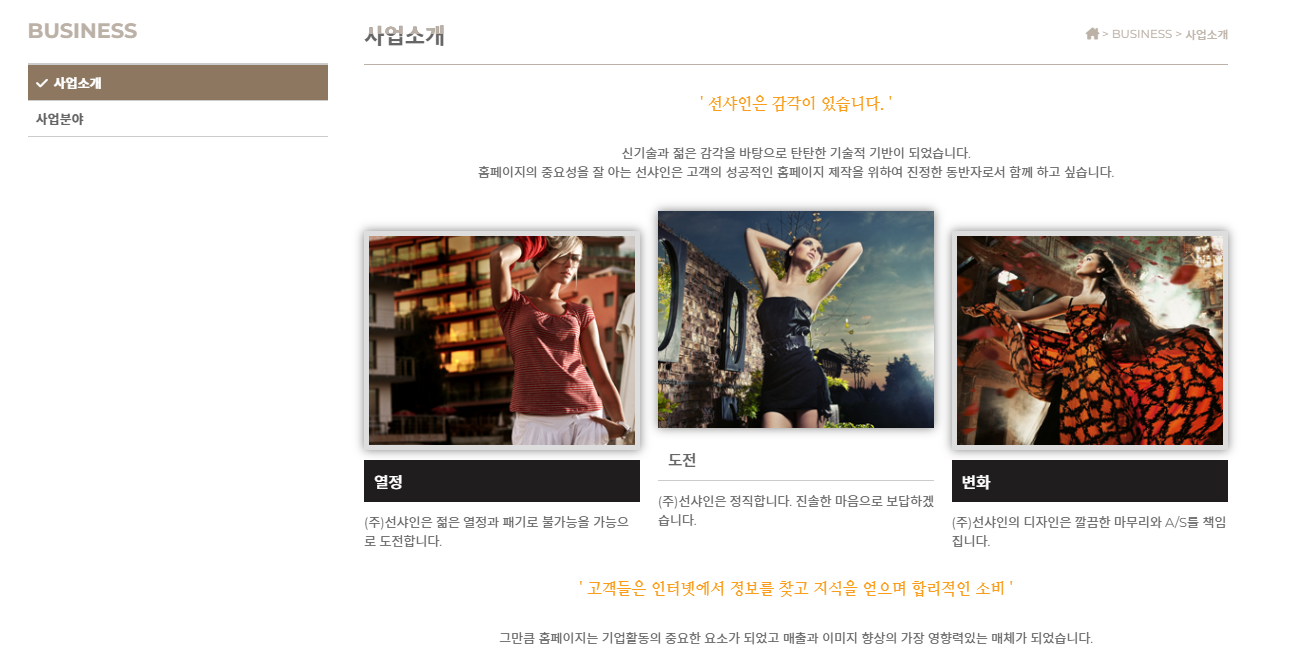 BUSINESS
사업소개
사업분야
사업소개
> BUSINESS > 사업소개
' 선샤인은 감각이 있습니다. '
신기술과 젊은 감각을 바탕으로 탄탄한 기술적 기반이 되었습니다.
홈페이지의 중요성을 잘 아는 선샤인은 고객의 성공적인 홈페이지 제작을 위하여 진정한 동반자로서 함께 하고 싶습니다.
열정
(주)선샤인은 젊은 열정과 패기로 불가능을 가능으
로 도전합니다.
도전
(주)선샤인은 정직합니다. 진솔한 마음으로 보답하겠
습니다.
변화
(주)선샤인의 디자인은 깔끔한 마무리와 A/S를 책임
집니다.
' 고객들은 인터넷에서 정보를 찾고 지식을 얻으며 합리적인 소비 '
그만큼 홈페이지는 기업활동의 중요한 요소가 되었고 매출과 이미지 향상의 가장 영향력있는 매체가 되었습니다.